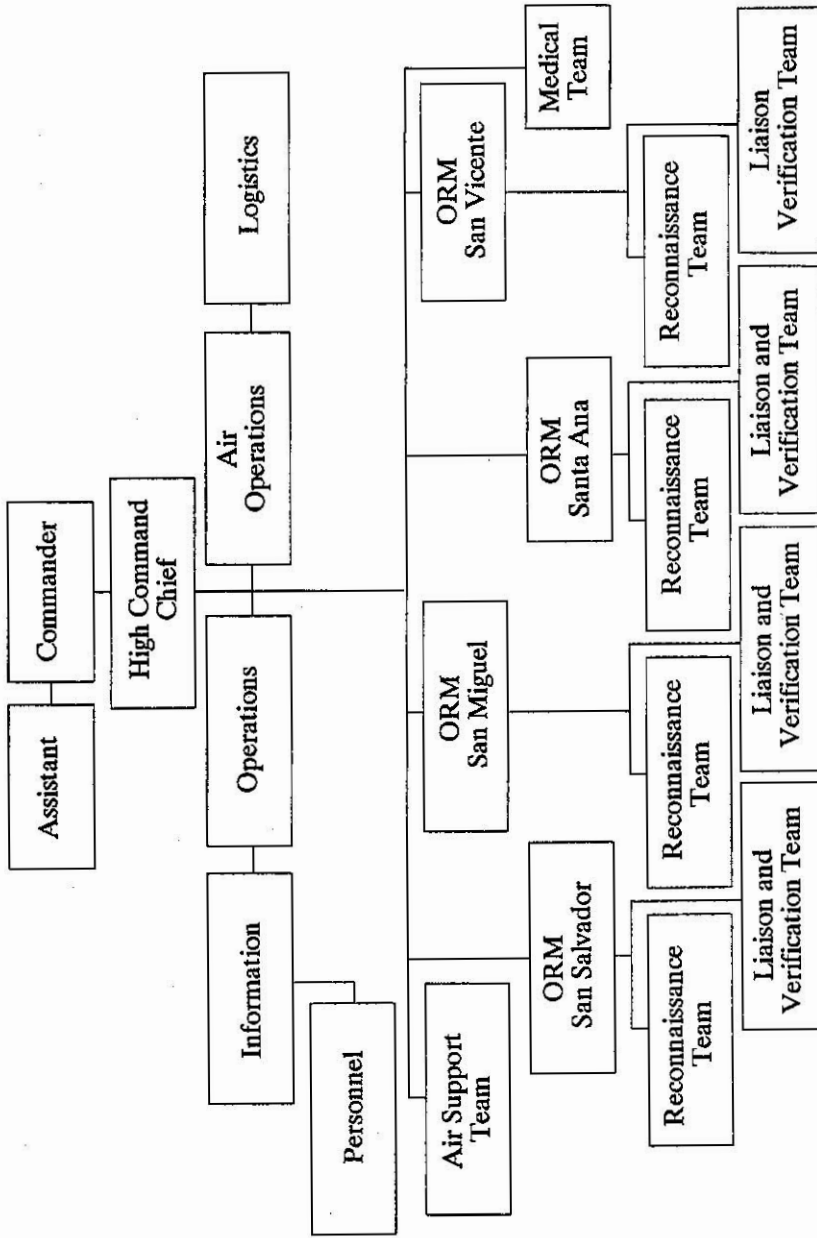 Assistant
Commander
High Command
Chief
Information
Operations
Air
Operations
Logistics
Personnel
Air Support
Team
ORM
San Salvador
ORM
San Miguel
ORM
Santa Ana
ORM
San Vicente
Medical
Team
Reconnaissance
Team
Reconnaissance
Team
Reconnaissance
Team
Reconnaissance
Team
Liaison and
Verification Team
Liaison and
Verification Team
Liaison and
Verification Team
Liaison
Verification Team